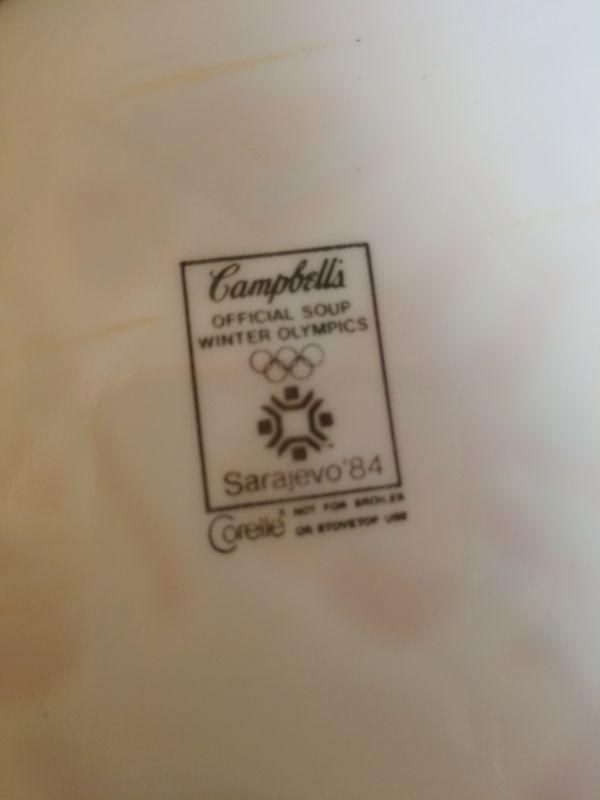 Campbell's
OFFICIAL SOUP
WINTER OLYMPICS
Sarajevo'84
Corelle® NOT FOR BROILER
OR STOVETOP USE